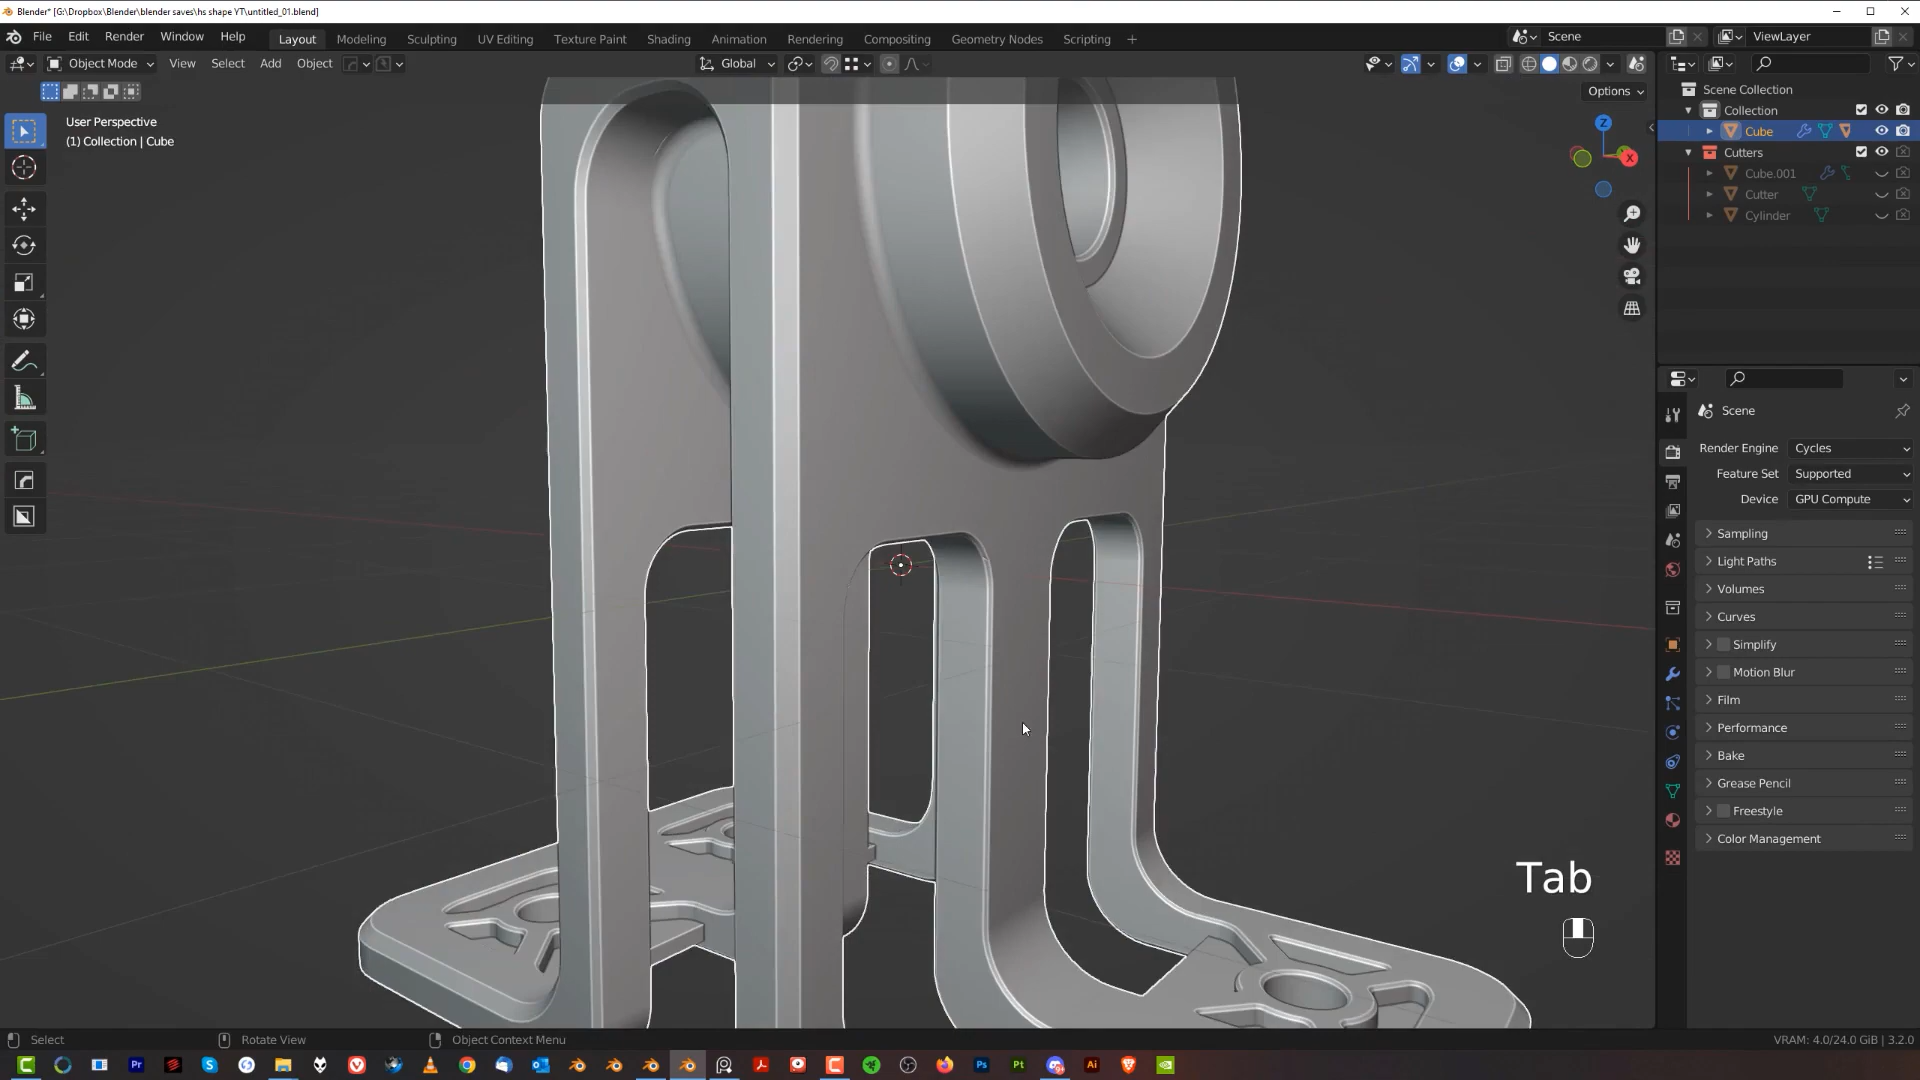 Blender* [G:\Dropbox\Blender\blender saves\hs shape YT\untitled_01.blend]
File Edit Render Window Help Layout Modeling Sculpting UV Editing Texture Paint Shading Animation Rendering Compositing Geometry Nodes Scripting + Scene ViewLayer
Object Mode View Select Add Object Global
Options
User Perspective
(1) Collection | Cube
Z
X
Scene Collection
Collection
Cube
Cutters
Cube.001
Cutter
Cylinder
Scene
Render Engine Cycles
Feature Set Supported
Device GPU Compute
Sampling
Light Paths
Volumes
Curves
Simplify
Motion Blur
Film
Performance
Bake
Grease Pencil
Freestyle
Color Management
Tab
Select Rotate View Object Context Menu VRAM: 4.0/24.0 GiB | 3.2.0
Pr S Ps Pt Ai